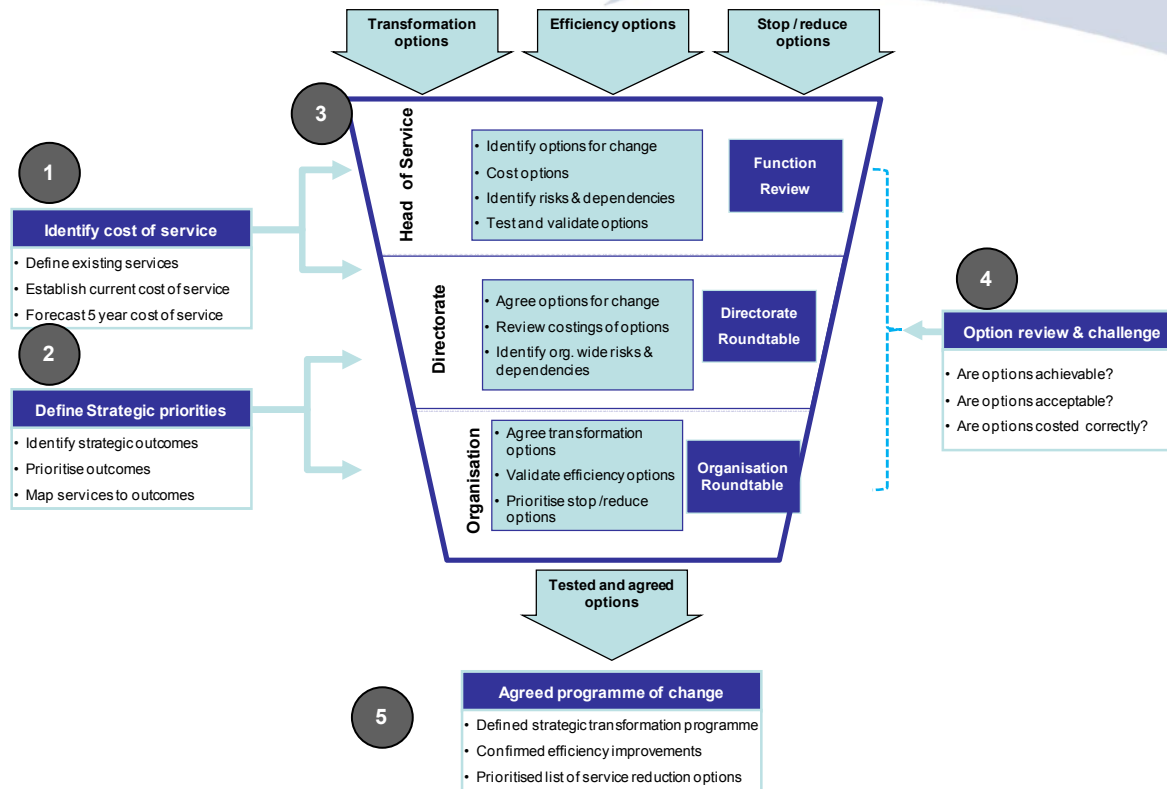 Transformation
options
Efficiency options
Stop / reduce
options
3
Head of Service
• Identify options for change
• Cost options
• Identify risks & dependencies
• Test and validate options
Function
Review
1
Identify cost of service
• Define existing services
• Establish current cost of service
• Forecast 5 year cost of service
2
Define Strategic priorities
• Identify strategic outcomes
• Prioritise outcomes
• Map services to outcomes
Directorate
• Agree options for change
• Review costings of options
• Identify org. wide risks &
dependencies
Directorate
Roundtable
4
Option review & challenge
• Are options achievable?
• Are options acceptable?
• Are options costed correctly?
Organisation
• Agree transformation
options
• Validate efficiency options
• Prioritise stop /reduce
options
Organisation
Roundtable
Tested and agreed
options
5
Agreed programme of change
• Defined strategic transformation programme
• Confirmed efficiency improvements
• Prioritised list of service reduction options